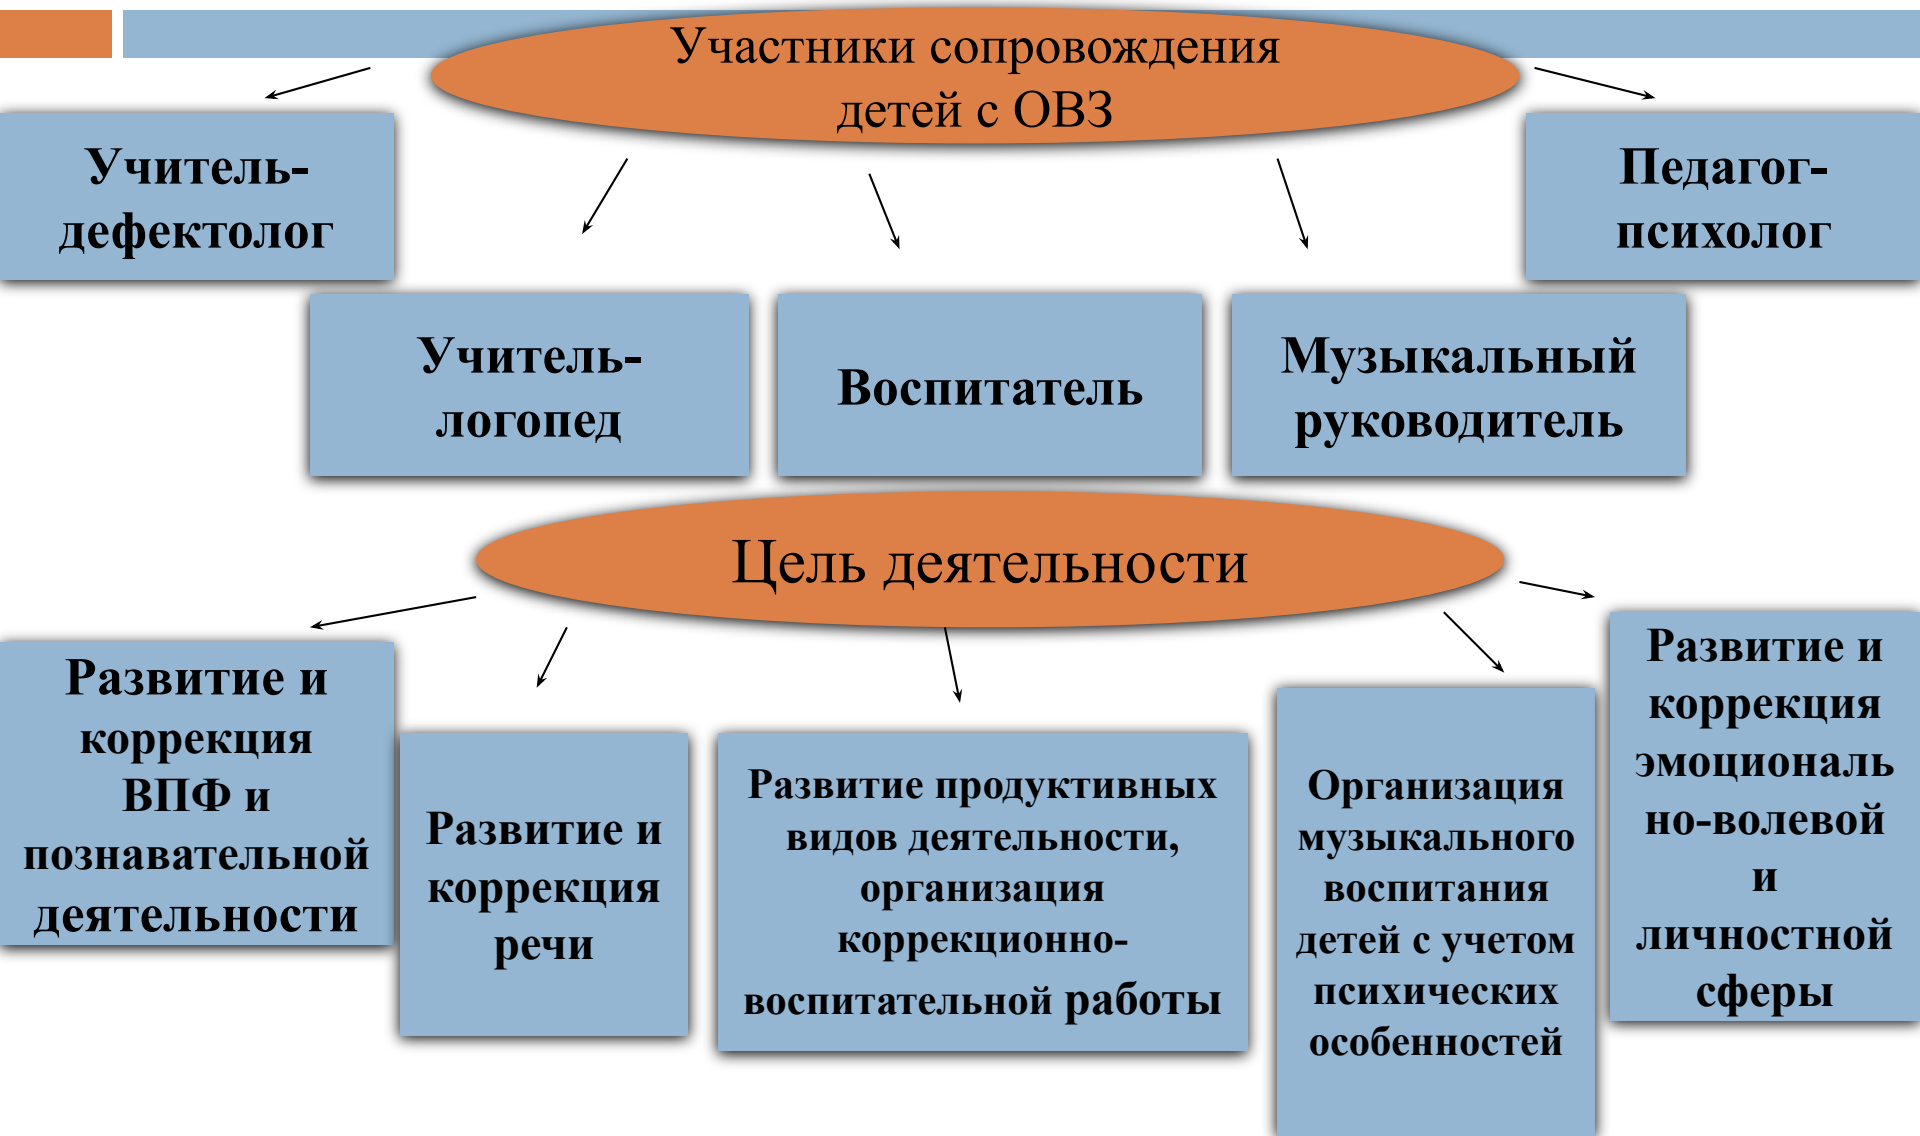 Участники сопровождения
детей с ОВЗ
Учитель-
дефектолог
Педагог-
психолог
Учитель-
логопед
Воспитатель
Музыкальный
руководитель
Цель деятельности
Развитие и
коррекция
ВПФ и
познавательной
деятельности
Развитие и
коррекция
речи
Развитие продуктивных
видов деятельности,
организация
коррекционно-
воспитательной работы
Организация
музыкального
воспитания
детей с учетом
психических
особенностей
Развитие и
коррекция
эмоциональ
но-волевой
и
личностной
сферы